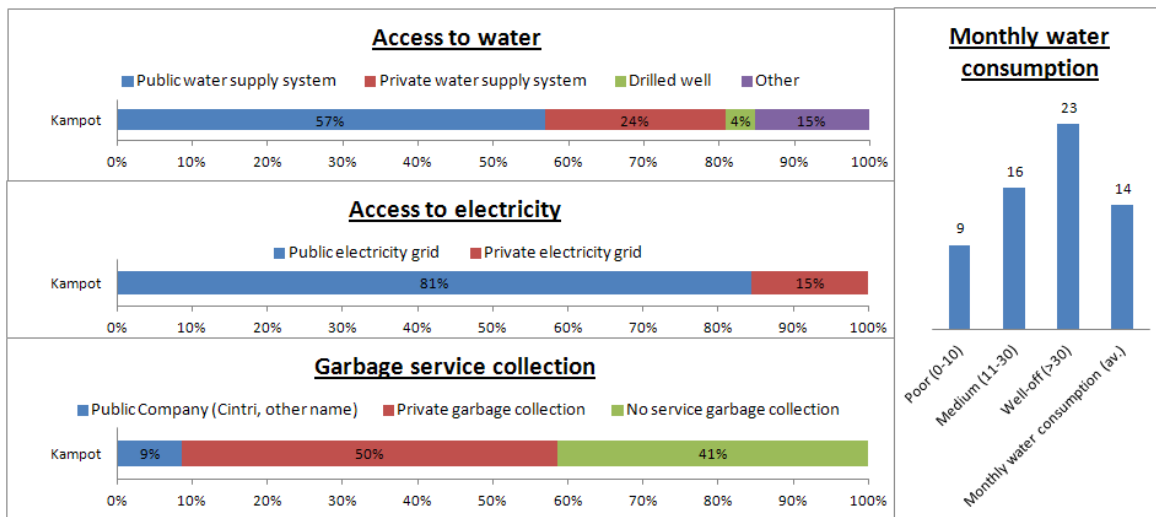 Access to water
Public water supply system Private water supply system Drilled well Other
Kampot 57% 24% 4% 15%
0% 10% 20% 30% 40% 50% 60% 70% 80% 90% 100%
Access to electricity
Public electricity grid Private electricity grid
Kampot 81% 15%
0% 10% 20% 30% 40% 50% 60% 70% 80% 90% 100%
Garbage service collection
Public Company (Cintri, other name) Private garbage collection No service garbage collection
Kampot 9% 50% 41%
0% 10% 20% 30% 40% 50% 60% 70% 80% 90% 100%
Monthly water
consumption
9 16 23 14
Poor (0-10)
Medium (11-30)
Well-off (>30)
Monthly water consumption (av.)